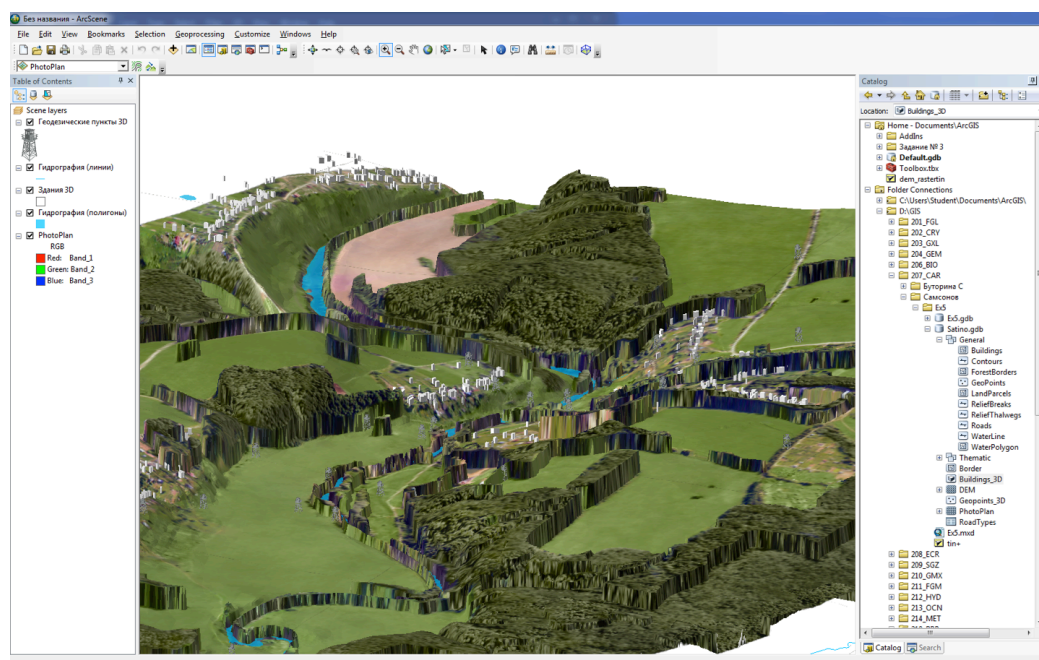 Без названия - ArcScene
File Edit View Bookmarks Selection Geoprocessing Customize Windows Help
PhotoPlan
Table of Contents
Scene layers
Геодезические пункты 3D
Гидрография (линии)
Здания 3D
Гидрография (полигоны)
PhotoPlan
RGB
Red: Band_1
Green: Band_2
Blue: Band_3
Catalog
Location: Buildings_3D
Home - Documents\ArcGIS
AddIns
Задание № 3
Default.gdb
Toolbox.tbx
dem_rastertin
Folder Connections
C:\Users\Student\Documents\ArcGIS\
D:\GIS
201_FGL
202_CRY
203_GXL
204_GEM
206_BIO
207_CAR
Буторина С
Самсонов
Ex5
Ex5.gdb
Satino.gdb
General
Buildings
Contours
ForestBorders
GeoPoints
LandParcels
ReliefBreaks
ReliefThalwegs
Roads
WaterLine
WaterPolygon
Thematic
Border
Buildings_3D
DEM
Geopoints_3D
PhotoPlan
RoadTypes
Ex5.mxd
tin+
208_ECR
209_SGZ
210_GMX
211_FGM
212_HYD
213_OCN
214_MET
Catalog Search